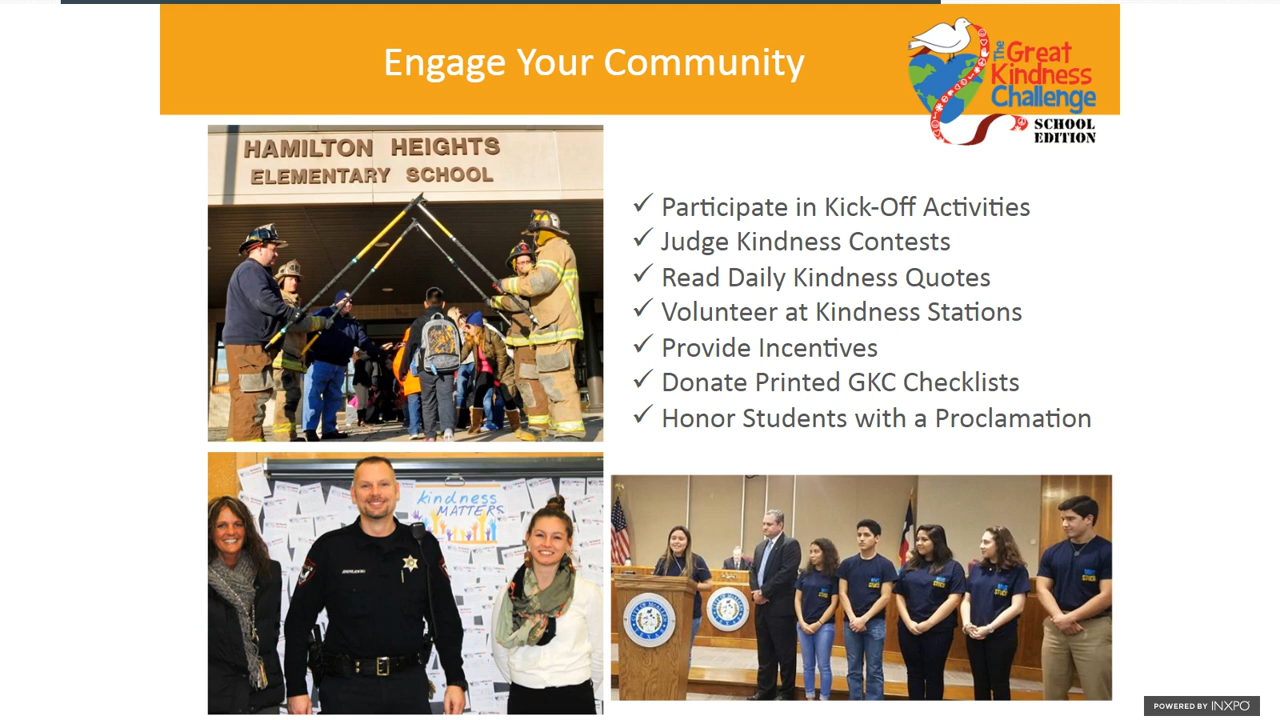 Engage Your Community
The
Great
Kindness
Challenge
SCHOOL
EDITION
HAMILTON HEIGHTS
ELEMENTARY SCHOOL
✓ Participate in Kick-Off Activities
✓ Judge Kindness Contests
✓ Read Daily Kindness Quotes
✓ Volunteer at Kindness Stations
✓ Provide Incentives
✓ Donate Printed GKC Checklists
✓ Honor Students with a Proclamation
kindness
MATTERS
POWERED BY INXPO